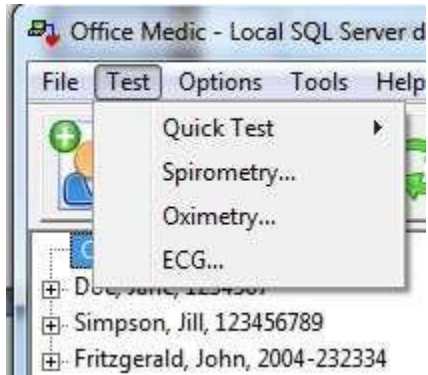 Office Medic - Local SQL Server d
File Test Options Tools Help
Quick Test
Spirometry...
Oximetry...
ECG...
Simpson, Jill, 123456789
Fritzgerald, John, 2004-232334